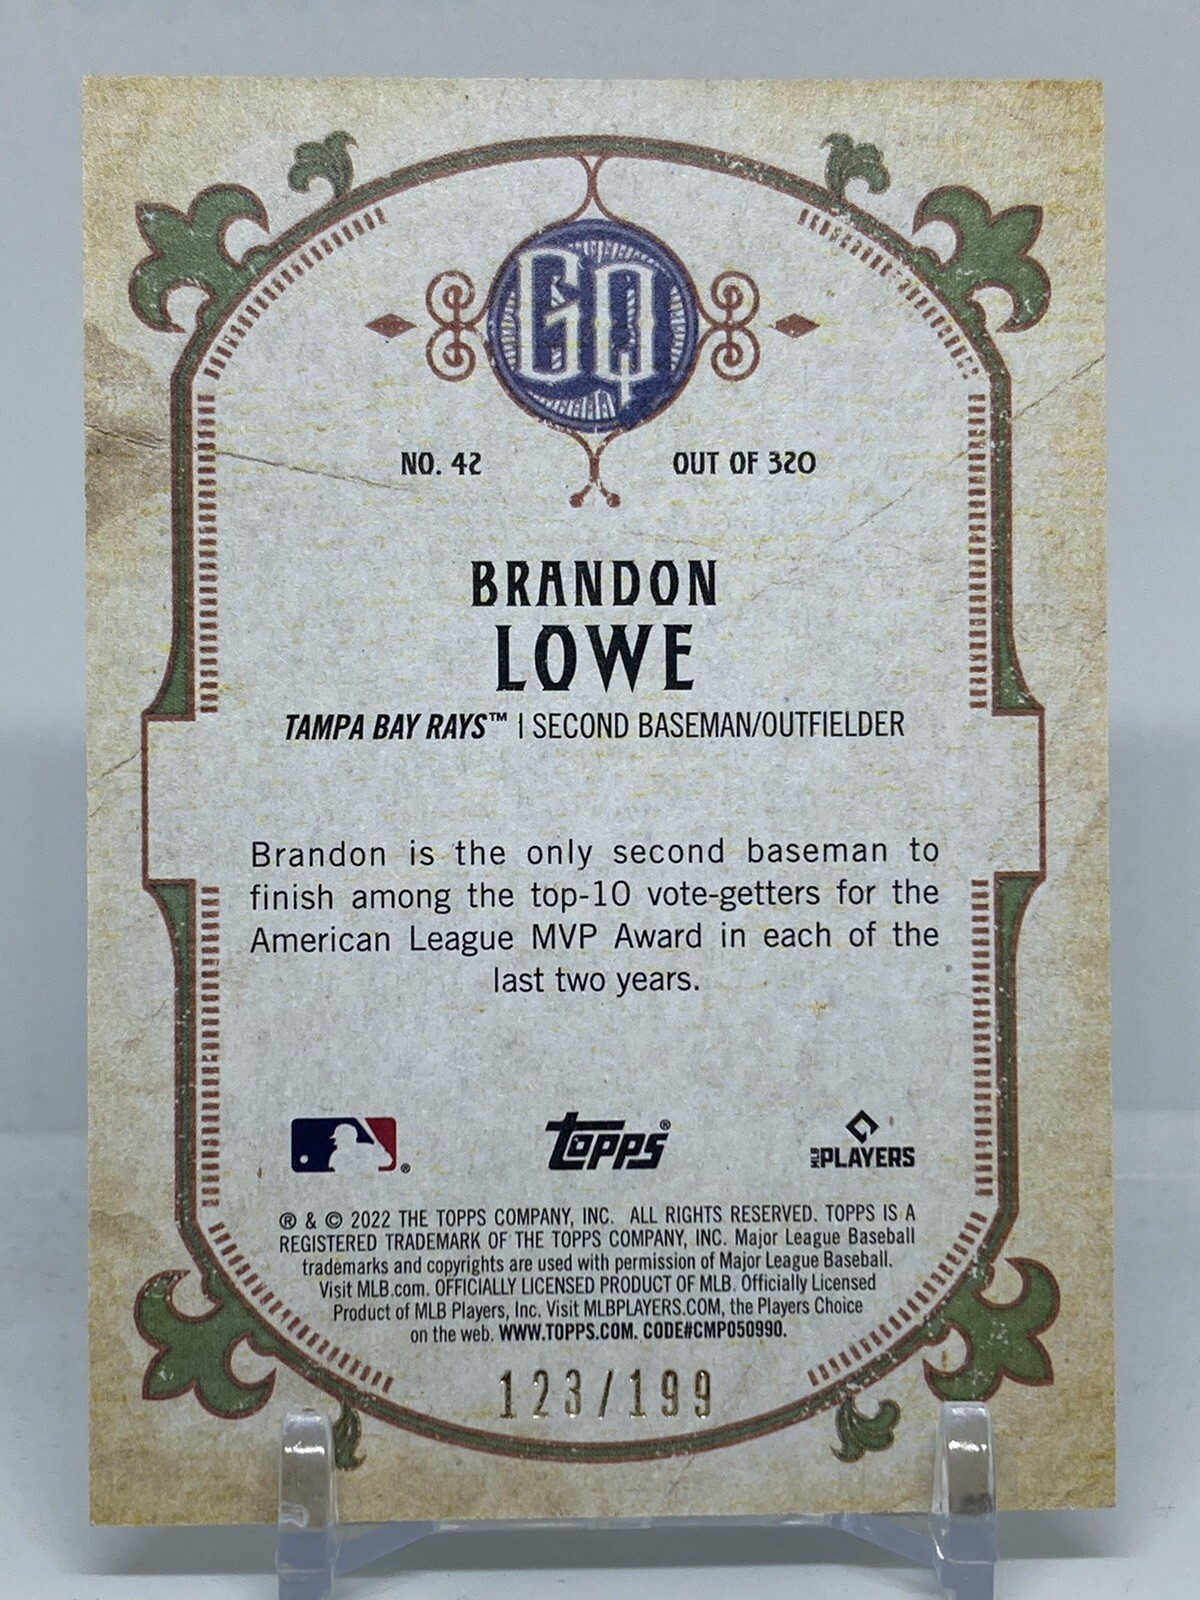 GQ
NO. 42 OUT OF 320
BRANDON
LOWE
TAMPA BAY RAYS™ | SECOND BASEMAN/OUTFIELDER
Brandon is the only second baseman to
finish among the top-10 vote-getters for the
American League MVP Award in each of the
last two years.
® Topps® MLB PLAYERS
® & © 2022 THE TOPPS COMPANY, INC. ALL RIGHTS RESERVED. TOPPS IS A
REGISTERED TRADEMARK OF THE TOPPS COMPANY, INC. Major League Baseball
trademarks and copyrights are used with permission of Major League Baseball.
Visit MLB.com. OFFICIALLY LICENSED PRODUCT OF MLB. Officially Licensed
Product of MLB Players, Inc. Visit MLBPLAYERS.COM, the Players Choice
on the web. WWW.TOPPS.COM. CODE#CMP050990.
123/199